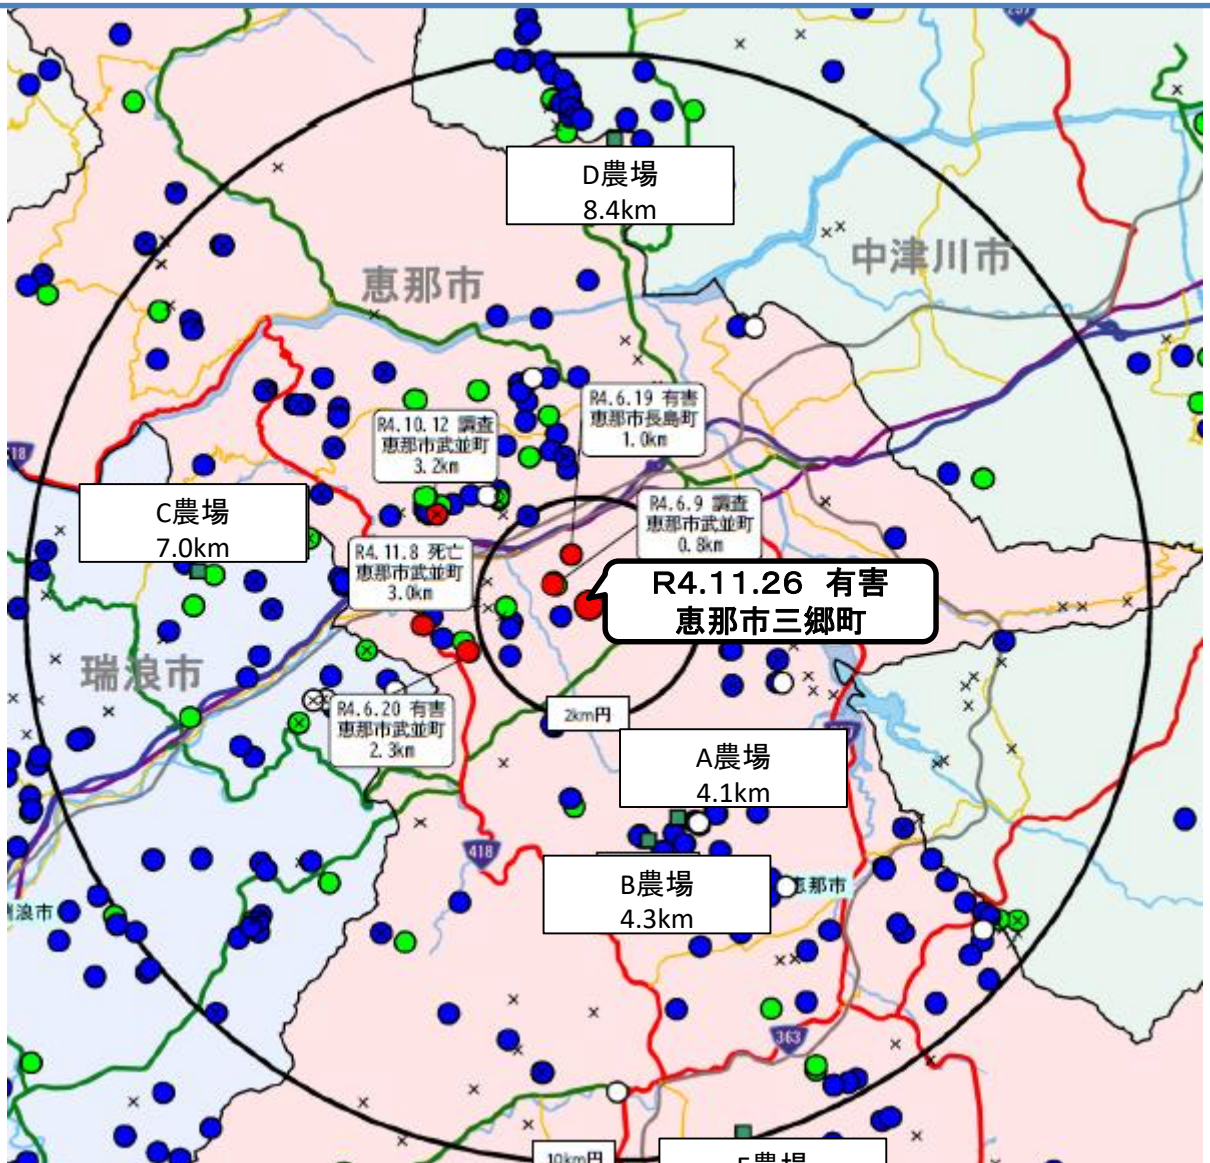 257
D農場
8.4km
中津川市
恵那市
R4.6.19 有害
恵那市長島町
1.0km
R4.10.12 調査
恵那市武並町
3.2km
18
C農場
7.0km
R4.6.9 調査
恵那市武並町
0.8km
R4.11.8 死亡
恵那市武並町
3.0km
R4.11.26 有害
恵那市三郷町
瑞浪市
R4.6.20 有害
恵那市武並町
2.3km
2km円
A農場
4.1km
418
B農場
4.3km
恵那市
浪市
363
10km円